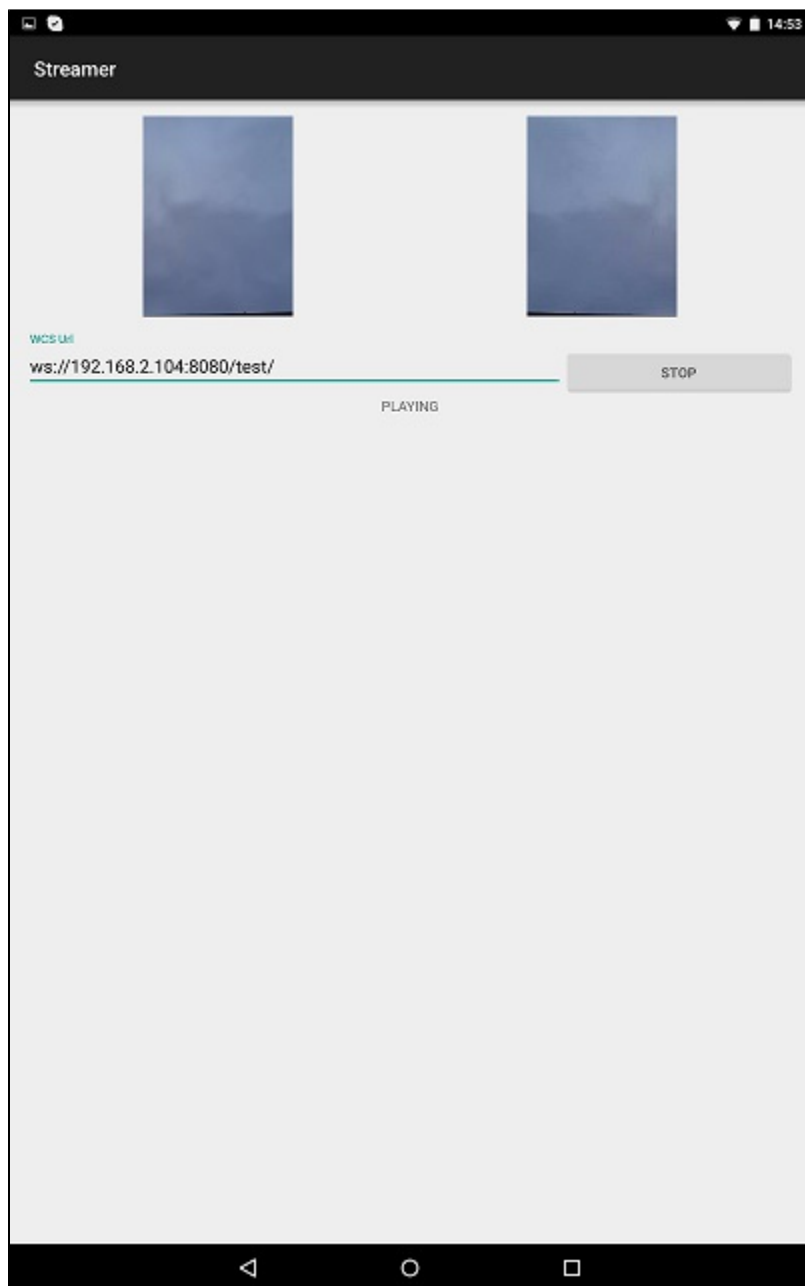 14:53
Streamer
WCS Url
ws://192.168.2.104:8080/test/
STOP
PLAYING